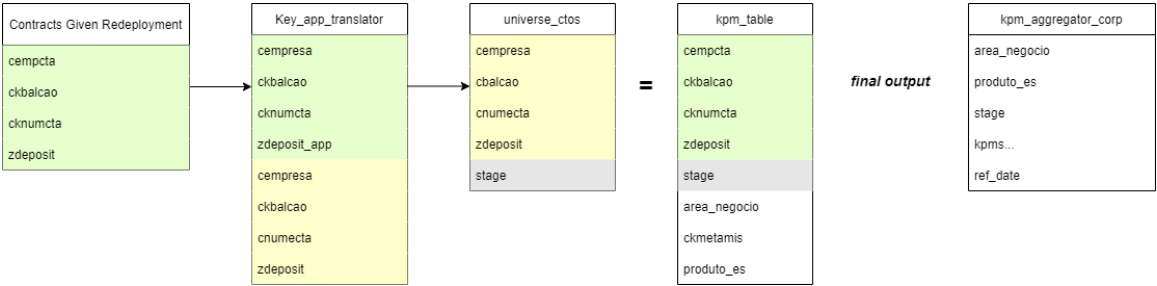 Contracts Given Redeployment
cempcta
ckbalcao
cknumcta
zdeposit
Key_app_translator
cempresa
ckbalcao
cknumcta
zdeposit_app
cempresa
ckbalcao
cnumecta
zdeposit
universe_ctos
cempresa
cbalcao
cnumecta
zdeposit
stage
=
kpm_table
cempcta
ckbalcao
cknumcta
zdeposit
stage
area_negocio
ckmetamis
produto_es
final output
kpm_aggregator_corp
area_negocio
produto_es
stage
kpms...
ref_date